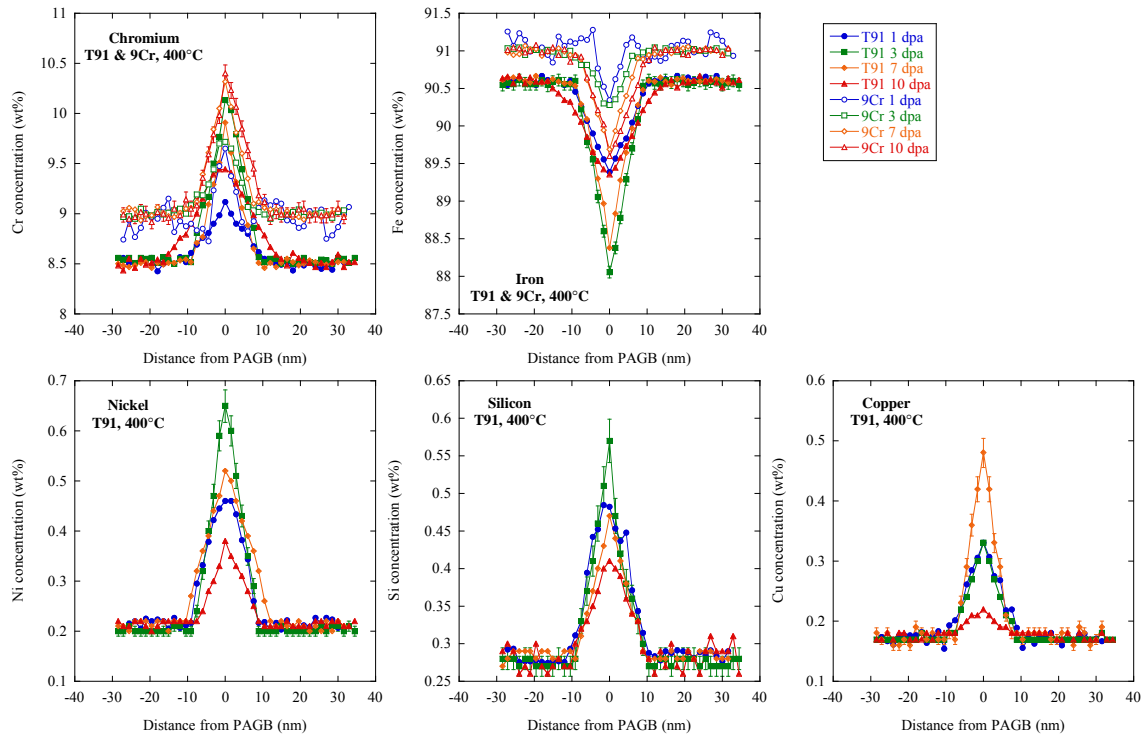 Chromium
T91 & 9Cr, 400°C
Cr concentration (wt%)
11
10.5
10
9.5
9
8.5
8
-40 -30 -20 -10 0 10 20 30 40
Distance from PAGB (nm)
Iron
T91 & 9Cr, 400°C
Fe concentration (wt%)
91.5
91
90.5
90
89.5
89
88.5
88
87.5
-40 -30 -20 -10 0 10 20 30 40
Distance from PAGB (nm)
T91 1 dpa
T91 3 dpa
T91 7 dpa
T91 10 dpa
9Cr 1 dpa
9Cr 3 dpa
9Cr 7 dpa
9Cr 10 dpa
Nickel
T91, 400°C
Ni concentration (wt%)
0.7
0.6
0.5
0.4
0.3
0.2
0.1
-40 -30 -20 -10 0 10 20 30 40
Distance from PAGB (nm)
Silicon
T91, 400°C
Si concentration (wt%)
0.65
0.6
0.55
0.5
0.45
0.4
0.35
0.3
0.25
-40 -30 -20 -10 0 10 20 30 40
Distance from PAGB (nm)
Copper
T91, 400°C
Cu concentration (wt%)
0.6
0.5
0.4
0.3
0.2
0.1
-40 -30 -20 -10 0 10 20 30 40
Distance from PAGB (nm)